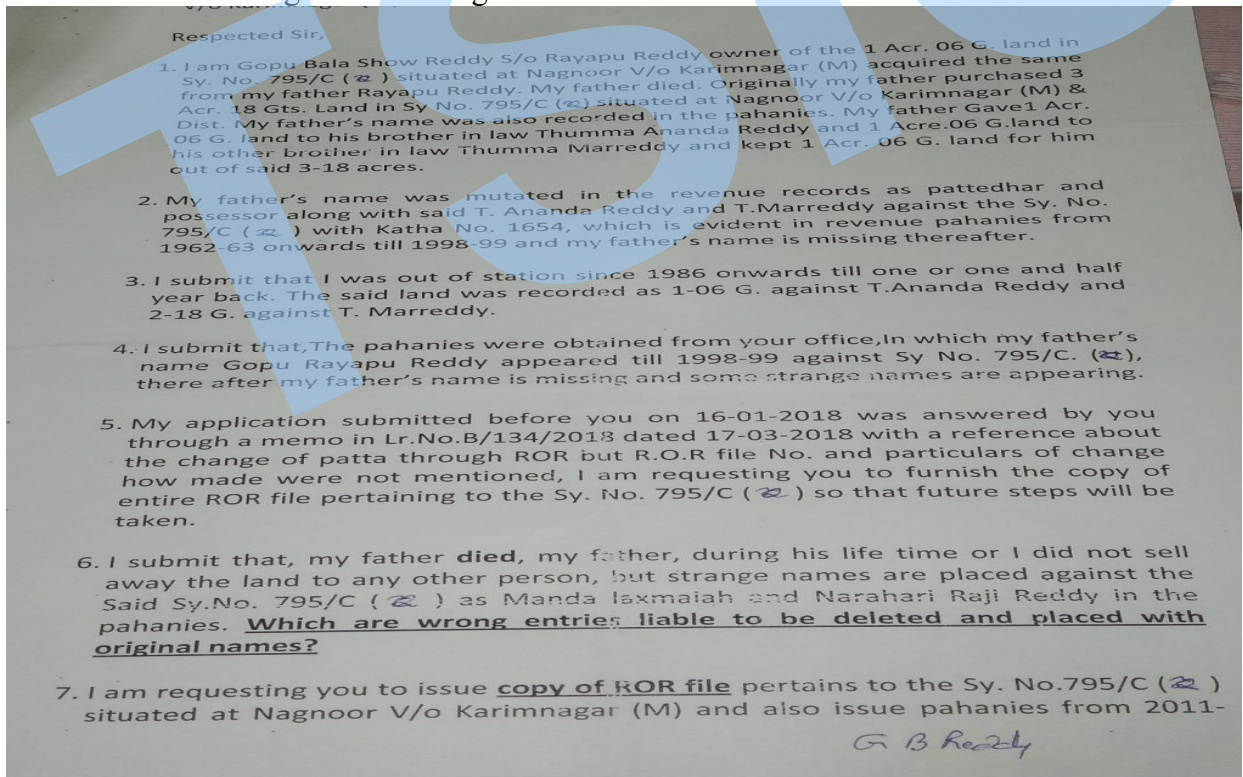 Respected Sir,
1. I am Gopu Bala Show Reddy S/o Rayapu Reddy owner of the 1 Acr. 06 G. land in
Sy. No. 795/C ( ) situated at Nagnoor V/o Karimnagar (M) acquired the same
from my father Rayapu Reddy. My father died. Originally my father purchased 3
Acr. 18 Gts. Land in Sy No. 795/C ( ) situated at Nagnoor V/o Karimnagar (M) &
Dist. My father's name was also recorded in the pahanies. My father Gave1 Acr.
06 G. land to his brother in law Thumma Ananda Reddy and 1 Acre.06 G.land to
his other brother in law Thumma Marreddy and kept 1 Acr. 06 G. land for him
out of said 3-18 acres.
2. My father's name was mutated in the revenue records as pattedhar and
possessor along with said T. Ananda Reddy and T.Marreddy against the Sy. No.
795/C ( ) with Katha No. 1654, which is evident in revenue pahanies from
1962-63 onwards till 1998-99 and my father's name is missing thereafter.
3. I submit that I was out of station since 1986 onwards till one or one and half
year back. The said land was recorded as 1-06 G. against T.Ananda Reddy and
2-18 G. against T. Marreddy.
4. I submit that,The pahanies were obtained from your office,In which my father's
name Gopu Rayapu Reddy appeared till 1998-99 against Sy No. 795/C. ( ),
there after my father's name is missing and some strange names are appearing.
5. My application submitted before you on 16-01-2018 was answered by you
through a memo in Lr.No.B/134/2018 dated 17-03-2018 with a reference about
the change of patta through ROR but R.O.R file No. and particulars of change
how made were not mentioned, I am requesting you to furnish the copy of
entire ROR file pertaining to the Sy. No. 795/C ( ) so that future steps will be
taken.
6. I submit that, my father died, my father, during his life time or I did not sell
away the land to any other person, but strange names are placed against the
Said Sy.No. 795/C ( ) as Manda laxmaiah and Narahari Raji Reddy in the
pahanies. Which are wrong entries liable to be deleted and placed with
original names?
7. I am requesting you to issue copy of ROR file pertains to the Sy. No.795/C ( )
situated at Nagnoor V/o Karimnagar (M) and also issue pahanies from 2011-
G B Reddy